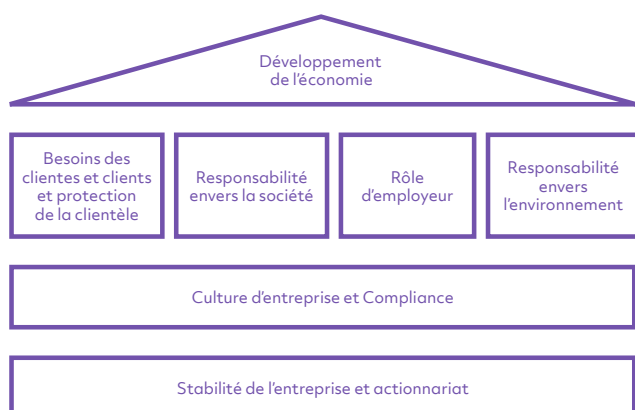 Développement
de l'économie
Besoins des
clientes et clients
et protection
de la clientèle
Responsabilité
envers la société
Rôle
d'employeur
Responsabilité
envers
l'environnement
Culture d'entreprise et Compliance
Stabilité de l'entreprise et actionnariat